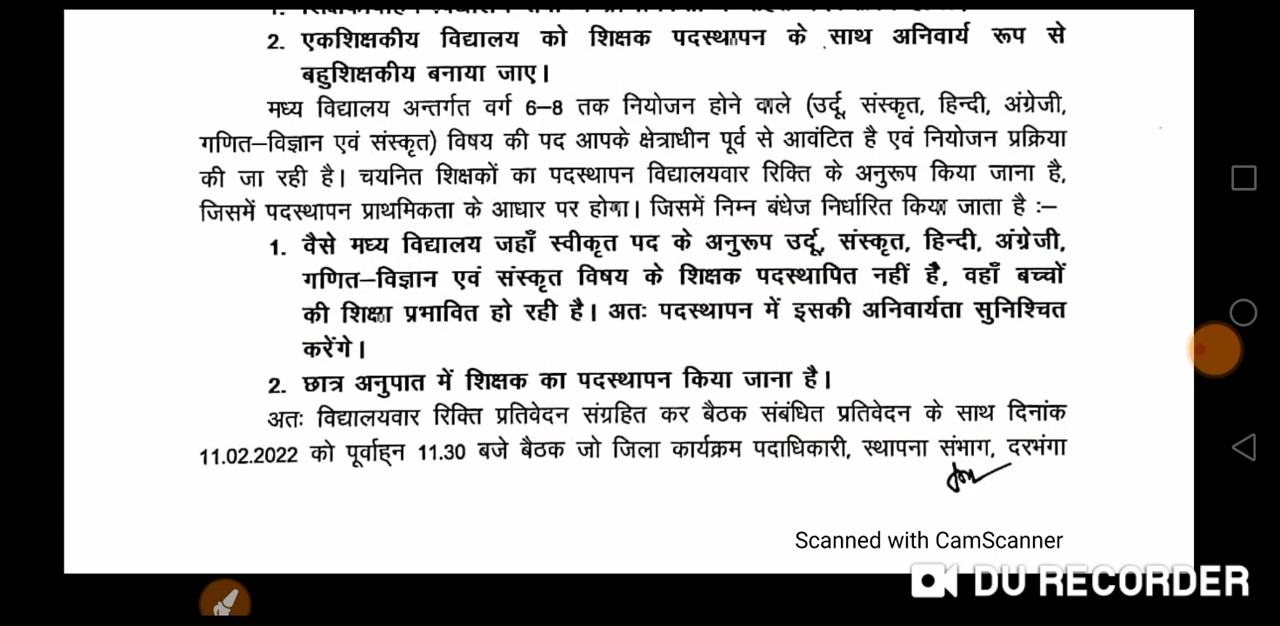 2. एकशिक्षकीय विद्यालय को शिक्षक पदस्थापन के साथ अनिवार्य रूप से
बहुशिक्षकीय बनाया जाए।
मध्य विद्यालय अन्तर्गत वर्ग 6–8 तक नियोजन होने वाले (उर्दू, संस्कृत, हिन्दी, अंग्रेजी,
गणित–विज्ञान एवं संस्कृत) विषय की पद आपके क्षेत्राधीन पूर्व से आवंटित है एवं नियोजन प्रक्रिया
की जा रही है। चयनित शिक्षकों का पदस्थापन विद्यालयवार रिक्ति के अनुरूप किया जाना है,
जिसमें पदस्थापन प्राथमिकता के आधार पर होगा। जिसमें निम्न बंधेज निर्धारित किया जाता है :–
1. वैसे मध्य विद्यालय जहाँ स्वीकृत पद के अनुरूप उर्दू, संस्कृत, हिन्दी, अंग्रेजी,
गणित–विज्ञान एवं संस्कृत विषय के शिक्षक पदस्थापित नहीं है, वहाँ बच्चों
की शिक्षा प्रभावित हो रही है। अतः पदस्थापन में इसकी अनिवार्यता सुनिश्चित
करेंगे।
2. छात्र अनुपात में शिक्षक का पदस्थापन किया जाना है।
अतः विद्यालयवार रिक्ति प्रतिवेदन संग्रहित कर बैठक संबंधित प्रतिवेदन के साथ दिनांक
11.02.2022 को पूर्वाह्न 11.30 बजे बैठक जो जिला कार्यक्रम पदाधिकारी, स्थापना संभाग, दरभंगा
Scanned with CamScanner
DU RECORDER